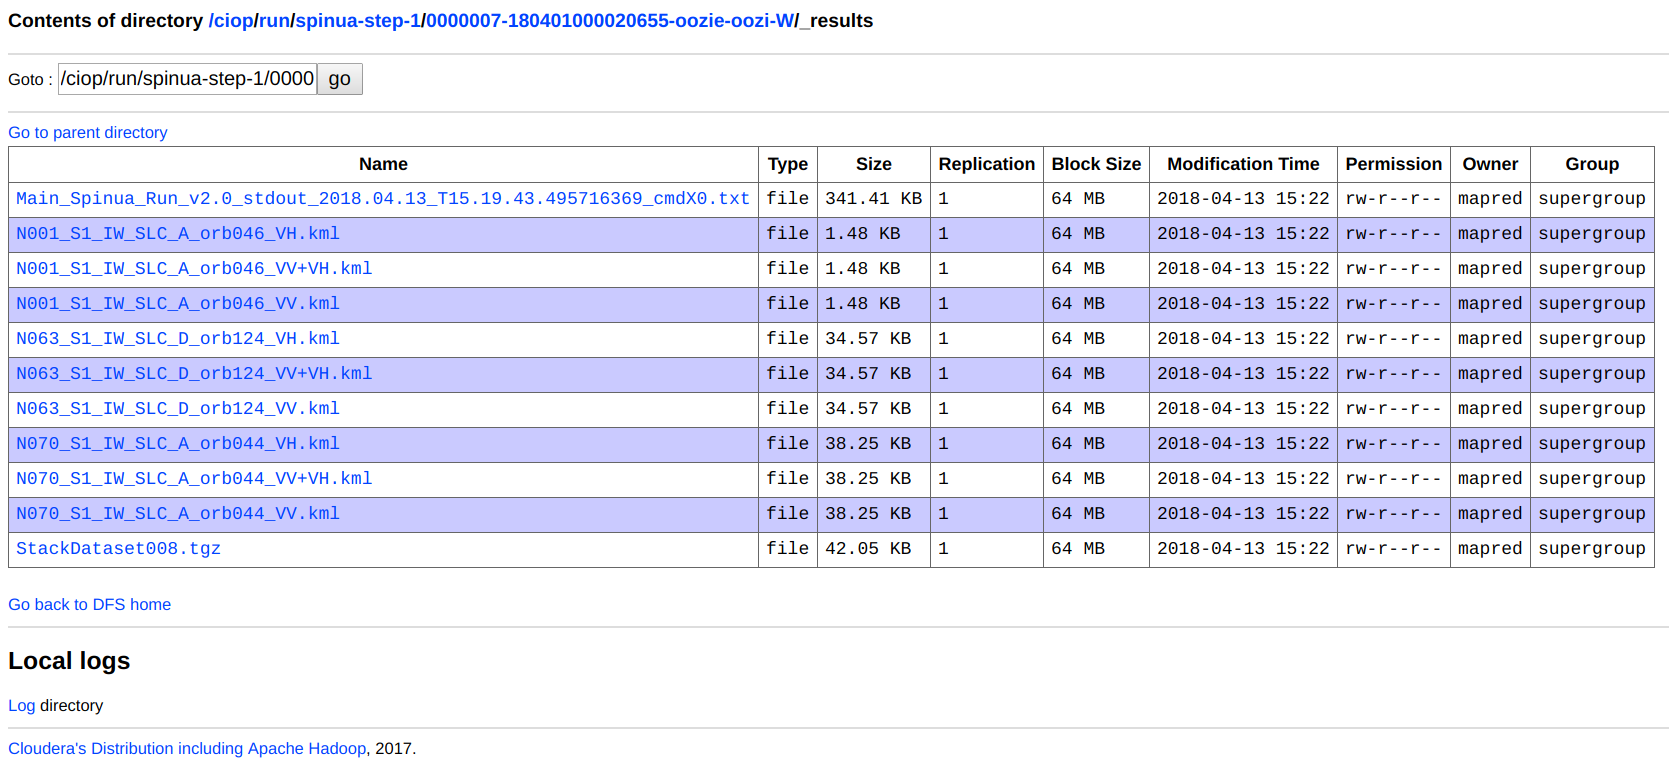 Contents of directory /ciop/run/spinua-step-1/0000007-180401000020655-oozie-oozi-W/_results
Goto : /ciop/run/spinua-step-1/0000 go
Go to parent directory
Name Type Size Replication Block Size Modification Time Permission Owner Group
Main_Spinua_Run_v2.0_stdout_2018.04.13_T15.19.43.495716369_cmdX0.txt file 341.41 KB 1 64 MB 2018-04-13 15:22 rw-r--r-- mapred supergroup
N001_S1_IW_SLC_A_orb046_VH.kml file 1.48 KB 1 64 MB 2018-04-13 15:22 rw-r--r-- mapred supergroup
N001_S1_IW_SLC_A_orb046_VV+VH.kml file 1.48 KB 1 64 MB 2018-04-13 15:22 rw-r--r-- mapred supergroup
N001_S1_IW_SLC_A_orb046_VV.kml file 1.48 KB 1 64 MB 2018-04-13 15:22 rw-r--r-- mapred supergroup
N063_S1_IW_SLC_D_orb124_VH.kml file 34.57 KB 1 64 MB 2018-04-13 15:22 rw-r--r-- mapred supergroup
N063_S1_IW_SLC_D_orb124_VV+VH.kml file 34.57 KB 1 64 MB 2018-04-13 15:22 rw-r--r-- mapred supergroup
N063_S1_IW_SLC_D_orb124_VV.kml file 34.57 KB 1 64 MB 2018-04-13 15:22 rw-r--r-- mapred supergroup
N070_S1_IW_SLC_A_orb044_VH.kml file 38.25 KB 1 64 MB 2018-04-13 15:22 rw-r--r-- mapred supergroup
N070_S1_IW_SLC_A_orb044_VV+VH.kml file 38.25 KB 1 64 MB 2018-04-13 15:22 rw-r--r-- mapred supergroup
N070_S1_IW_SLC_A_orb044_VV.kml file 38.25 KB 1 64 MB 2018-04-13 15:22 rw-r--r-- mapred supergroup
StackDataset008.tgz file 42.05 KB 1 64 MB 2018-04-13 15:22 rw-r--r-- mapred supergroup
Go back to DFS home
Local logs
Log directory
Cloudera's Distribution including Apache Hadoop, 2017.